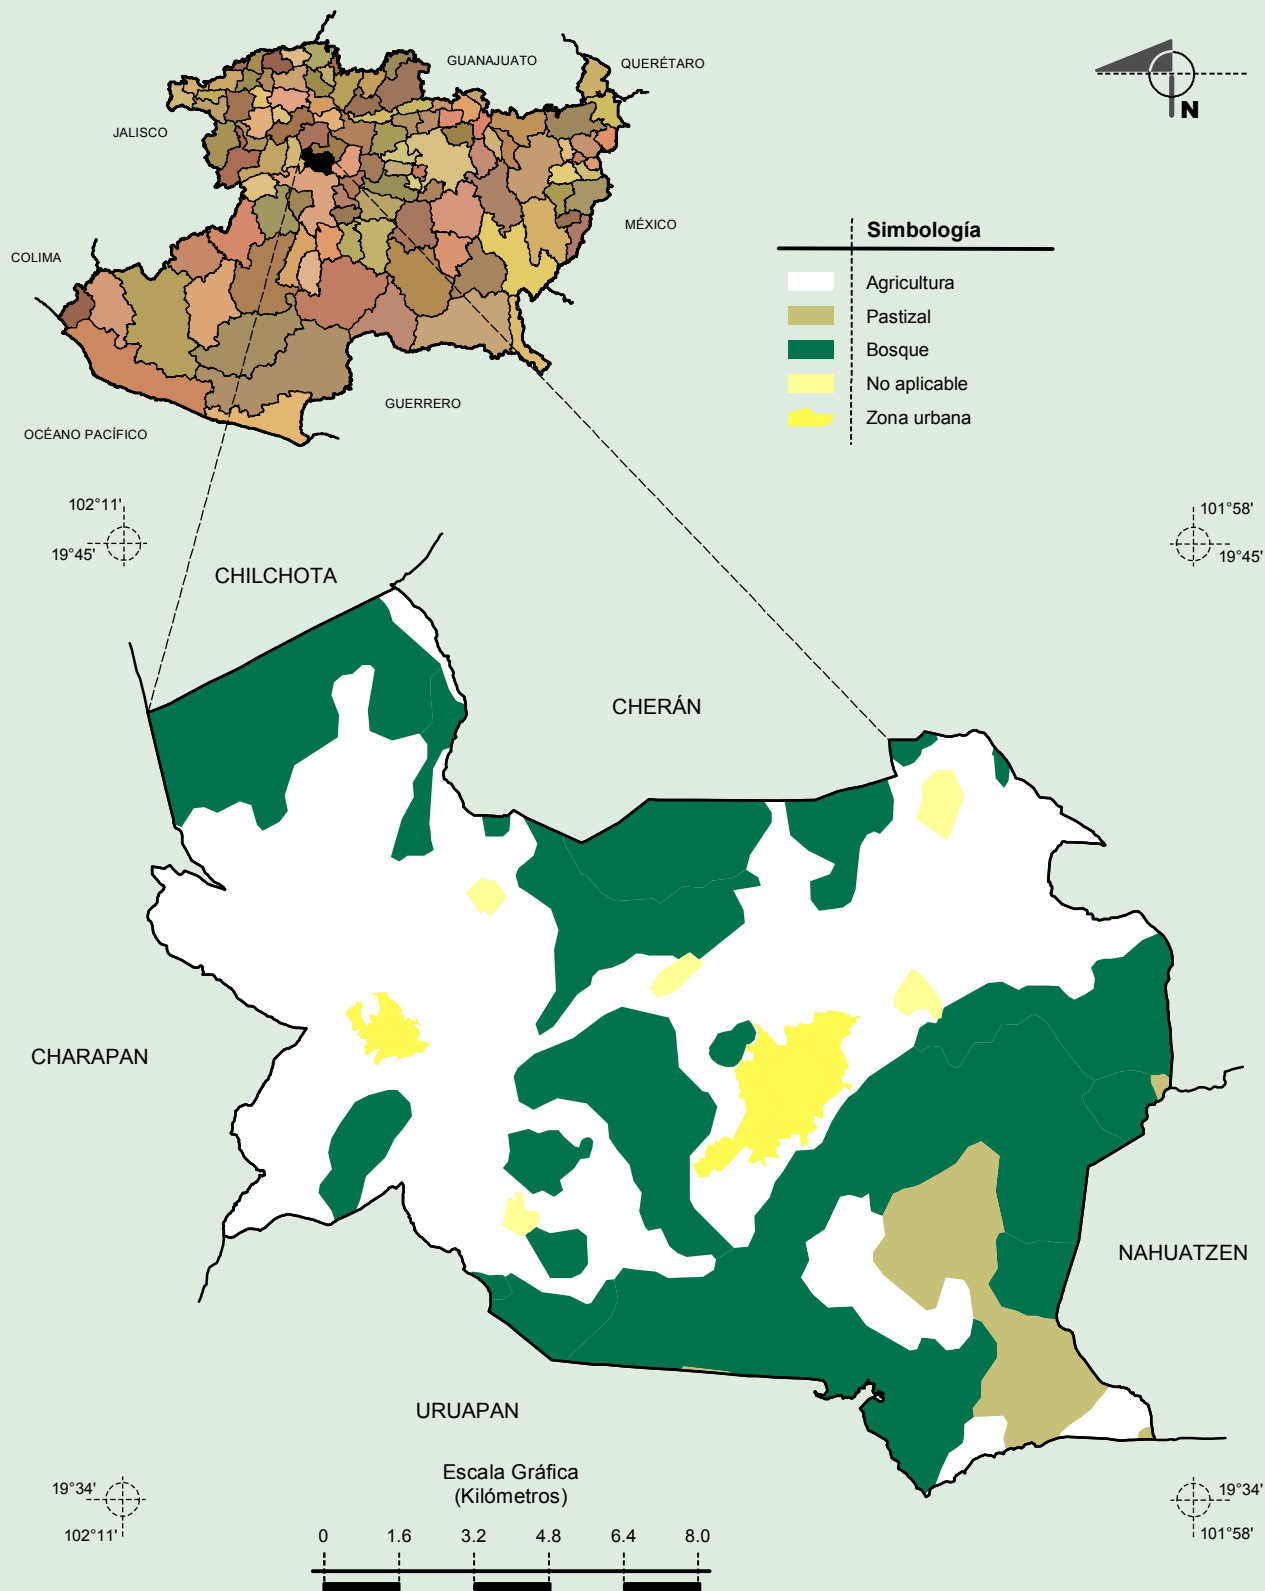 GUANAJUATO
QUERÉTARO
JALISCO
MÉXICO
COLIMA
GUERRERO
OCÉANO PACÍFICO
N
Simbología
Agricultura
Pastizal
Bosque
No aplicable
Zona urbana
102°11'
19°45'
101°58'
19°45'
CHILCHOTA
CHERÁN
CHARAPAN
NAHUATZEN
URUAPAN
19°34'
102°11'
19°34'
101°58'
Escala Gráfica
(Kilómetros)
0 1.6 3.2 4.8 6.4 8.0